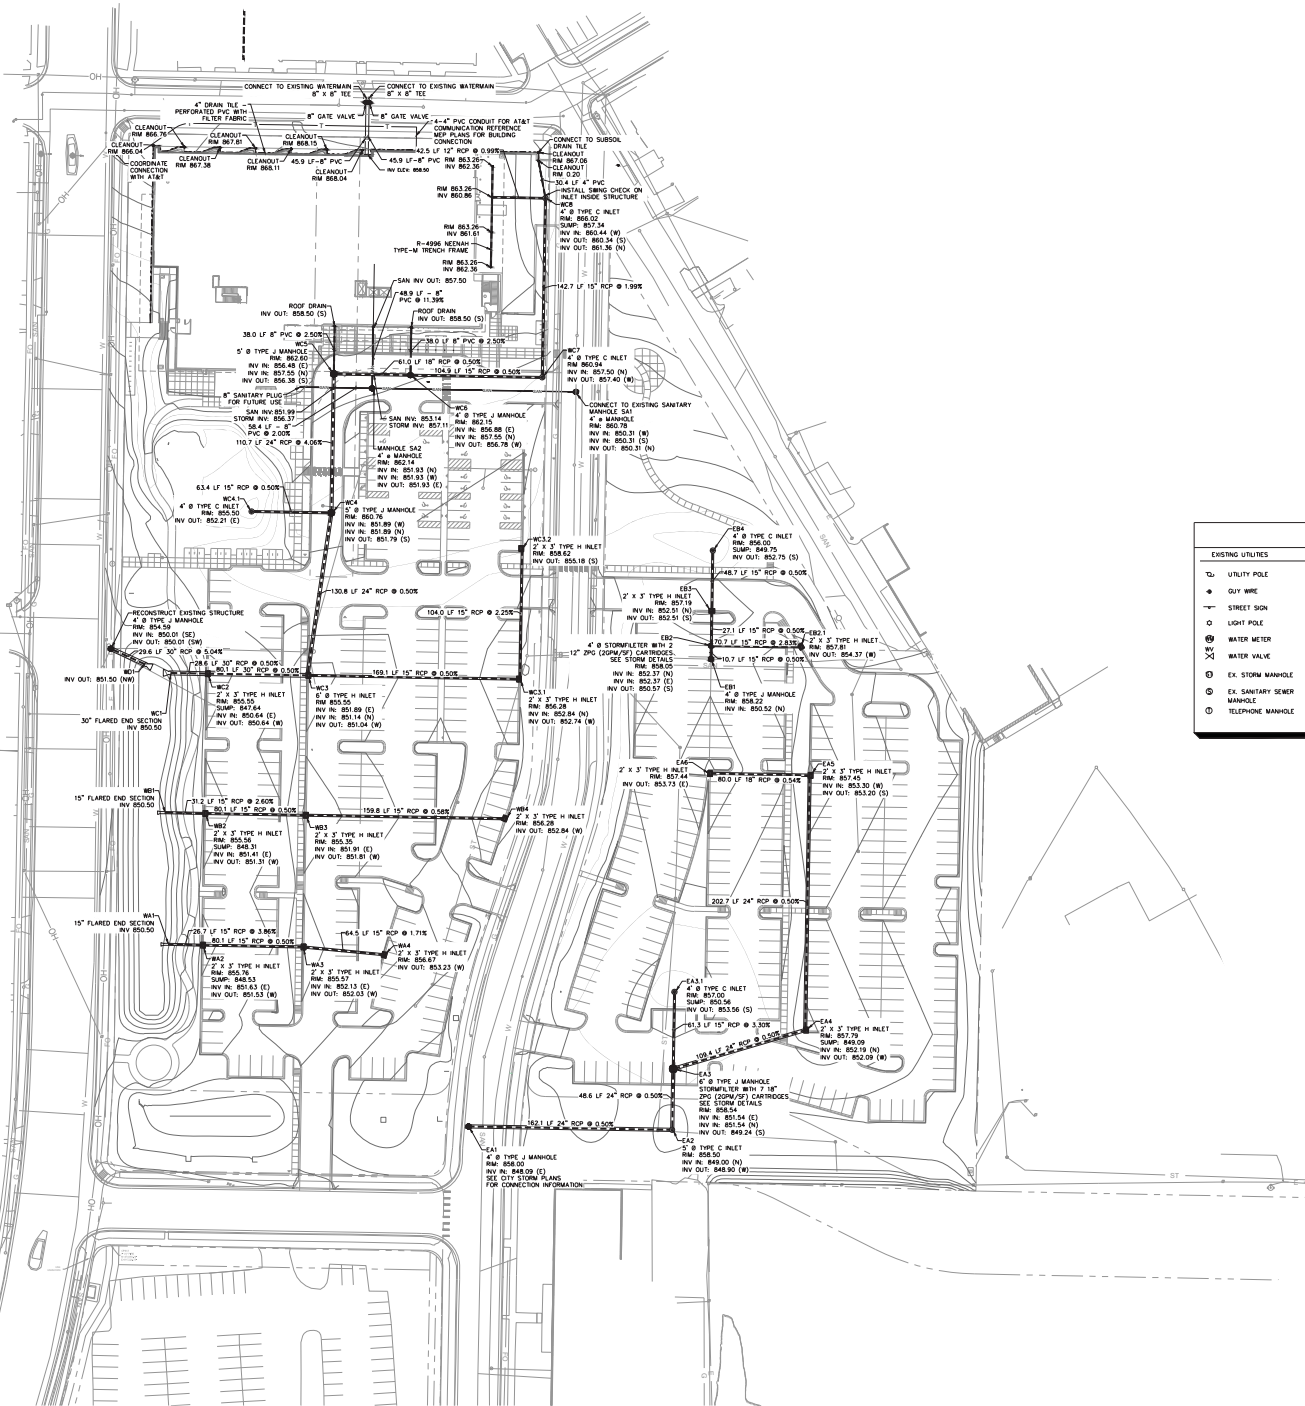 CONNECT TO EXISTING WATERMAIN
8" X 8" TEE
CONNECT TO EXISTING WATERMAIN
8" X 8" TEE
4" DRAIN TILE -
PERFORATED PVC WITH
FILTER FABRIC
8" GATE VALVE
8" GATE VALVE
4-4" PVC CONDUIT FOR AT&T
COMMUNICATION REFERENCE
MEP PLANS FOR BUILDING
CONNECTION
CLEANOUT
RIM 866.76
CLEANOUT
RIM 866.04
CLEANOUT
RIM 867.38
CLEANOUT
RIM 867.81
CLEANOUT
RIM 868.11
CLEANOUT
RIM 868.15
CLEANOUT
RIM 868.04
COORDINATE
CONNECTION
WITH AT&T
45.9 LF-8" PVC
45.9 LF-8" PVC
INV ELEV: 858.50
42.5 LF 12" RCP @ 0.99%
RIM 863.26
INV 862.36
CONNECT TO SUBSOIL
DRAIN TILE
CLEANOUT
RIM 867.06
CLEANOUT
RIM 0.20
30.4 LF 4" PVC
INSTALL SWING CHECK ON
INLET INSIDE STRUCTURE
WC8
4' Ø TYPE C INLET
RIM: 866.02
SUMP: 857.34
INV IN: 860.44 (W)
INV OUT: 860.34 (S)
INV OUT: 861.36 (N)
RIM 863.26
INV 860.86
RIM 863.26
INV 861.61
R-4996 NEENAH
TYPE-M TRENCH FRAME
RIM 863.26
INV 862.36
142.7 LF 15" RCP @ 1.99%
SAN INV OUT: 857.50
48.9 LF - 8"
PVC @ 11.39%
ROOF DRAIN
INV OUT: 858.50 (S)
ROOF DRAIN
INV OUT: 858.50 (S)
38.0 LF 8" PVC @ 2.50%
38.0 LF 8" PVC @ 2.50%
WC5
5' Ø TYPE J MANHOLE
RIM: 862.60
INV IN: 856.48 (E)
INV IN: 857.55 (N)
INV OUT: 856.38 (S)
61.0 LF 18" RCP @ 0.50%
104.9 LF 15" RCP @ 0.50%
WC7
4' Ø TYPE C INLET
RIM 860.94
INV IN: 857.50 (N)
INV OUT: 857.40 (W)
8" SANITARY PLUG
FOR FUTURE USE
SAN INV: 851.99
STORM INV: 856.37
58.4 LF - 8"
PVC @ 2.00%
110.7 LF 24" RCP @ 4.06%
SAN INV: 853.14
STORM INV: 857.11
WC6
4' Ø TYPE J MANHOLE
RIM: 862.15
INV IN: 856.88 (E)
INV IN: 857.55 (N)
INV OUT: 856.78 (W)
CONNECT TO EXISTING SANITARY
MANHOLE SA1
4' Ø MANHOLE
RIM: 860.78
INV IN: 850.31 (W)
INV IN: 850.31 (S)
INV OUT: 850.31 (N)
MANHOLE SA2
4' Ø MANHOLE
RIM: 862.14
INV IN: 851.93 (N)
INV IN: 851.93 (W)
INV OUT: 851.93 (E)
63.4 LF 15" RCP @ 0.50%
WC4.1
4' Ø TYPE C INLET
RIM: 855.50
INV OUT: 852.21 (E)
WC4
5' Ø TYPE J MANHOLE
RIM: 860.76
INV IN: 851.89 (W)
INV IN: 851.89 (N)
INV OUT: 851.79 (S)
WC3.2
2' X 3' TYPE H INLET
RIM: 858.62
INV OUT: 855.18 (S)
EB4
4' Ø TYPE C INLET
RIM: 856.00
SUMP: 849.75
INV OUT: 852.75 (S)
48.7 LF 15" RCP @ 0.50%
130.8 LF 24" RCP @ 0.50%
104.0 LF 15" RCP @ 2.25%
EB3
2' X 3' TYPE H INLET
RIM: 857.19
INV IN: 852.51 (N)
INV OUT: 852.51 (S)
27.1 LF 15" RCP @ 0.50%
70.7 LF 15" RCP @ 2.83%
EB2.1
2' X 3' TYPE H INLET
RIM: 857.81
INV OUT: 854.37 (W)
EB2
4' Ø STORMFILTER WITH 2
12" ZPG (2GPM/SF) CARTRIDGES.
SEE STORM DETAILS
RIM: 858.05
INV IN: 852.37 (N)
INV IN: 852.37 (E)
INV OUT: 850.57 (S)
10.7 LF 15" RCP @ 0.50%
EB1
4' Ø TYPE J MANHOLE
RIM: 858.22
INV IN: 850.52 (N)
RECONSTRUCT EXISTING STRUCTURE
4' Ø TYPE J MANHOLE
RIM: 854.59
INV IN: 850.01 (SE)
INV OUT: 850.01 (SW)
29.6 LF 30" RCP @ 5.04%
28.6 LF 30" RCP @ 0.50%
80.1 LF 30" RCP @ 0.50%
169.1 LF 15" RCP @ 0.50%
INV OUT: 851.50 (NW)
WC1
30" FLARED END SECTION
INV 850.50
WC2
2' X 3' TYPE H INLET
RIM: 855.55
SUMP: 847.64
INV IN: 850.64 (E)
INV OUT: 850.64 (W)
WC3
6' Ø TYPE H INLET
RIM: 855.55
INV IN: 851.89 (E)
INV IN: 851.14 (N)
INV OUT: 851.04 (W)
WC3.1
2' X 3' TYPE H INLET
RIM: 856.28
INV IN: 852.84 (N)
INV OUT: 852.74 (W)
EA6
2' X 3' TYPE H INLET
RIM: 857.44
INV OUT: 853.73 (E)
80.0 LF 18" RCP @ 0.54%
EA5
2' X 3' TYPE H INLET
RIM: 857.45
INV IN: 853.30 (W)
INV OUT: 853.20 (S)
WB1
15" FLARED END SECTION
INV 850.50
31.2 LF 15" RCP @ 2.60%
80.1 LF 15" RCP @ 0.50%
159.8 LF 15" RCP @ 0.58%
WB2
2' X 3' TYPE H INLET
RIM: 855.56
SUMP: 848.31
INV IN: 851.41 (E)
INV OUT: 851.31 (W)
WB3
2' X 3' TYPE H INLET
RIM: 855.35
INV IN: 851.91 (E)
INV OUT: 851.81 (W)
WB4
2' X 3' TYPE H INLET
RIM: 856.28
INV OUT: 852.84 (W)
202.7 LF 24" RCP @ 0.50%
WA1
15" FLARED END SECTION
INV 850.50
26.7 LF 15" RCP @ 3.86%
80.1 LF 15" RCP @ 0.50%
64.5 LF 15" RCP @ 1.71%
WA2
2' X 3' TYPE H INLET
RIM: 855.76
SUMP: 848.53
INV IN: 851.63 (E)
INV OUT: 851.53 (W)
WA3
2' X 3' TYPE H INLET
RIM: 855.57
INV IN: 852.13 (E)
INV OUT: 852.03 (W)
WA4
2' X 3' TYPE H INLET
RIM: 856.67
INV OUT: 853.23 (W)
EA3.1
4' Ø TYPE C INLET
RIM: 857.00
SUMP: 850.56
INV OUT: 853.56 (S)
61.3 LF 15" RCP @ 3.30%
109.4 LF 24" RCP @ 0.50%
EA4
2' X 3' TYPE H INLET
RIM: 857.79
SUMP: 849.09
INV IN: 852.19 (N)
INV OUT: 852.09 (W)
EA3
6' Ø TYPE J MANHOLE
STORMFILTER WITH 7 18"
ZPG (2GPM/SF) CARTRIDGES
SEE STORM DETAILS
RIM: 858.54
INV IN: 851.54 (E)
INV IN: 851.54 (N)
INV OUT: 849.24 (S)
48.6 LF 24" RCP @ 0.50%
162.1 LF 24" RCP @ 0.50%
EA2
5' Ø TYPE C INLET
RIM: 858.50
INV IN: 849.00 (N)
INV OUT: 848.90 (W)
EA1
4' Ø TYPE J MANHOLE
RIM: 858.00
INV IN: 848.09 (E)
SEE CITY STORM PLANS
FOR CONNECTION INFORMATION.
EXISTING UTILITIES
UTILITY POLE
GUY WIRE
STREET SIGN
LIGHT POLE
WATER METER
WV
WATER VALVE
EX. STORM MANHOLE
EX. SANITARY SEWER
MANHOLE
TELEPHONE MANHOLE